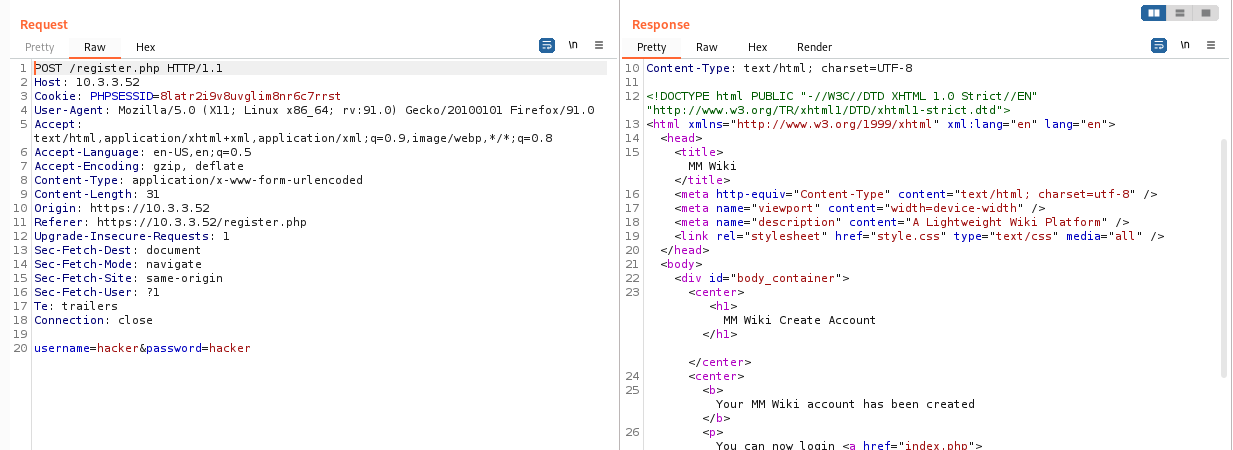 Request
Pretty Raw Hex
\n
1 POST /register.php HTTP/1.1
2 Host: 10.3.3.52
3 Cookie: PHPSESSID=8latr2i9v8uvglim8nr6c7rrst
4 User-Agent: Mozilla/5.0 (X11; Linux x86_64; rv:91.0) Gecko/20100101 Firefox/91.0
5 Accept:
text/html,application/xhtml+xml,application/xml;q=0.9,image/webp,*/*;q=0.8
6 Accept-Language: en-US,en;q=0.5
7 Accept-Encoding: gzip, deflate
8 Content-Type: application/x-www-form-urlencoded
9 Content-Length: 31
10 Origin: https://10.3.3.52
11 Referer: https://10.3.3.52/register.php
12 Upgrade-Insecure-Requests: 1
13 Sec-Fetch-Dest: document
14 Sec-Fetch-Mode: navigate
15 Sec-Fetch-Site: same-origin
16 Sec-Fetch-User: ?1
17 Te: trailers
18 Connection: close
19
20 username=hacker&password=hacker
Response
Pretty Raw Hex Render
\n
10 Content-Type: text/html; charset=UTF-8
11
12 <!DOCTYPE html PUBLIC "-//W3C//DTD XHTML 1.0 Strict//EN"
"http://www.w3.org/TR/xhtml1/DTD/xhtml1-strict.dtd">
13 <html xmlns="http://www.w3.org/1999/xhtml" xml:lang="en" lang="en">
14 <head>
15 <title>
MM Wiki
</title>
16 <meta http-equiv="Content-Type" content="text/html; charset=utf-8" />
17 <meta name="viewport" content="width=device-width" />
18 <meta name="description" content="A Lightweight Wiki Platform" />
19 <link rel="stylesheet" href="style.css" type="text/css" media="all" />
20 </head>
21 <body>
22 <div id="body_container">
23 <center>
<h1>
MM Wiki Create Account
</h1>
</center>
24 <center>
25 <b>
Your MM Wiki account has been created
</b>
26 <p>
You can now login <a href="index.php">